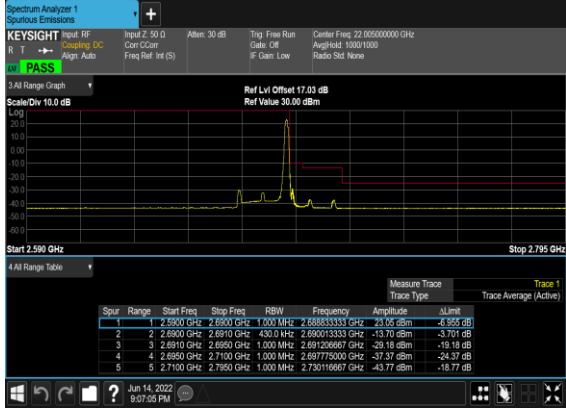 Spectrum Analyzer 1
Spurious Emissions
+
KEYSIGHT Input: RF Input Z: 50 Ω Atten: 30 dB Trig: Free Run Center Freq: 22.005000000 GHz
R T Coupling: DC Corr CCorr Gate: Off Avg|Hold: 1000/1000
Align: Auto Freq Ref: Int (S) IF Gain: Low Radio Std: None
PASS
3 All Range Graph
Ref Lvl Offset 17.03 dB
Scale/Div 10.0 dB Ref Value 30.00 dBm
Log
20.0
10.0
0.00
-10.0
-20.0
-30.0
-40.0
-50.0
-60.0
Start 2.590 GHz Stop 2.795 GHz
4 All Range Table
Measure Trace Trace 1
Trace Type Trace Average (Active)
Spur Range Start Freq Stop Freq RBW Frequency Amplitude ΔLimit
1 1 2.5900 GHz 2.6900 GHz 1.000 MHz 2.688833333 GHz 23.05 dBm -6.955 dB
2 2 2.6900 GHz 2.6910 GHz 430.0 kHz 2.690013333 GHz -13.70 dBm -3.701 dB
3 3 2.6910 GHz 2.6950 GHz 1.000 MHz 2.691206667 GHz -29.18 dBm -19.18 dB
4 4 2.6950 GHz 2.7100 GHz 1.000 MHz 2.697775000 GHz -37.37 dBm -24.37 dB
5 5 2.7100 GHz 2.7950 GHz 1.000 MHz 2.730116667 GHz -43.77 dBm -18.77 dB
?
Jun 14, 2022
9:07:05 PM